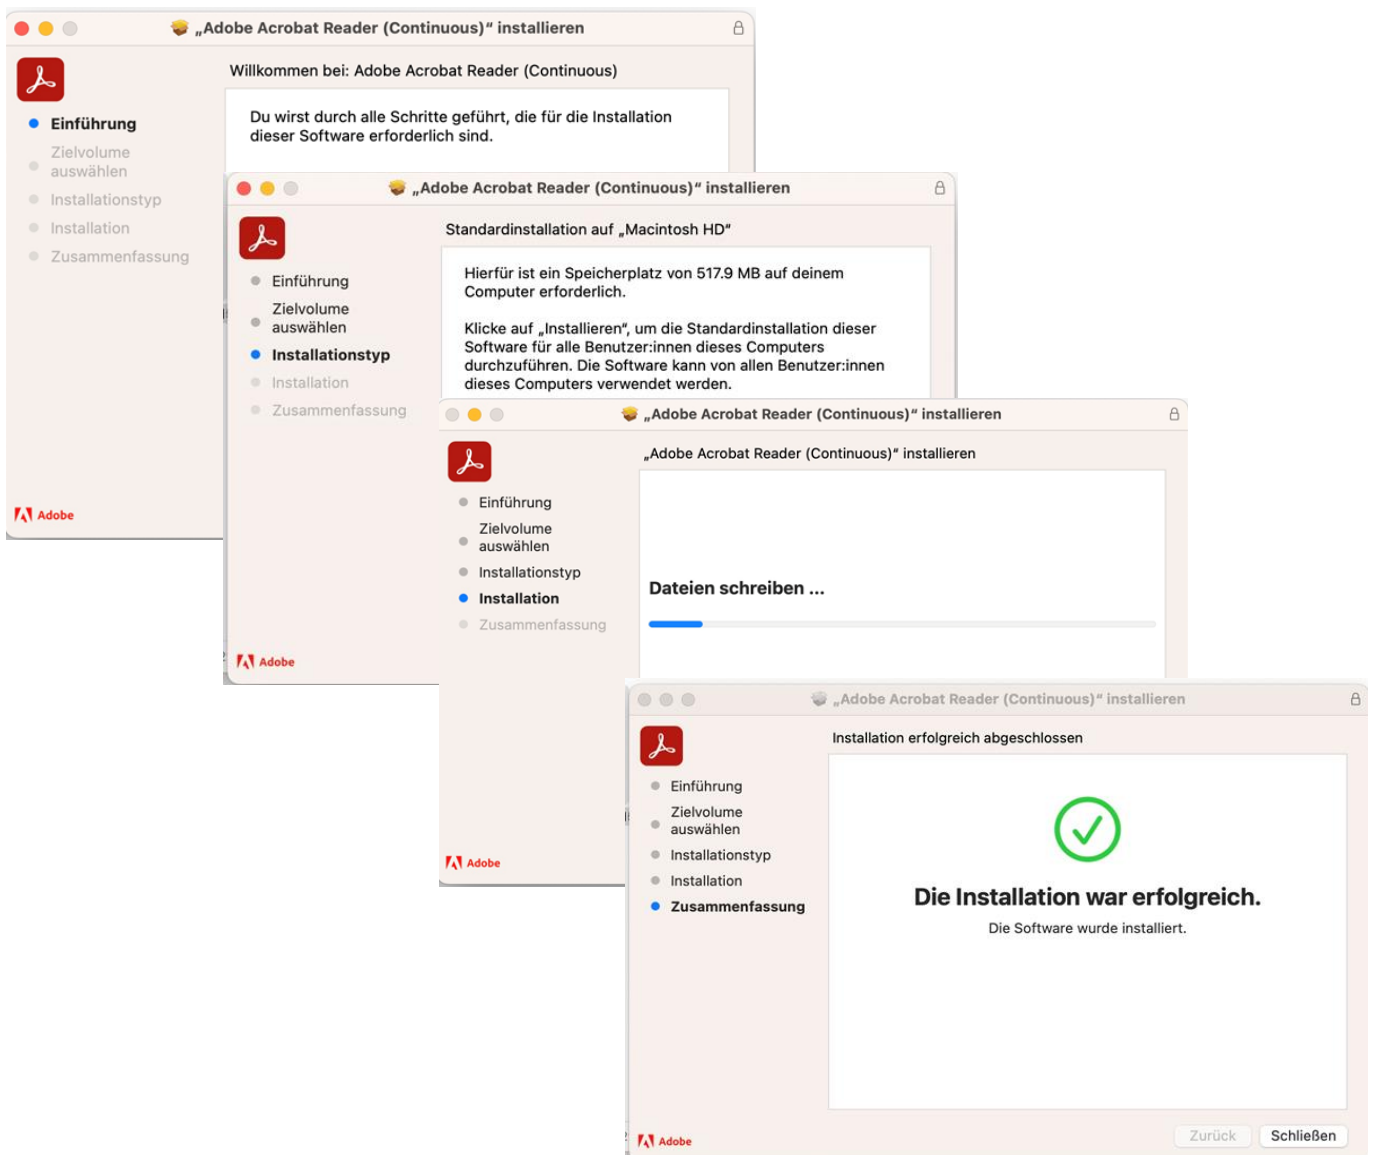 „Adobe Acrobat Reader (Continuous)“ installieren
Willkommen bei: Adobe Acrobat Reader (Continuous)
Einführung
Zielvolume
auswählen
Installationstyp
Installation
Zusammenfassung
Du wirst durch alle Schritte geführt, die für die Installation
dieser Software erforderlich sind.
Adobe
„Adobe Acrobat Reader (Continuous)“ installieren
Standardinstallation auf „Macintosh HD“
Einführung
Zielvolume
auswählen
Installationstyp
Installation
Zusammenfassung
Hierfür ist ein Speicherplatz von 517.9 MB auf deinem
Computer erforderlich.
Klicke auf „Installieren“, um die Standardinstallation dieser
Software für alle Benutzer:innen dieses Computers
durchzuführen. Die Software kann von allen Benutzer:innen
dieses Computers verwendet werden.
Adobe
„Adobe Acrobat Reader (Continuous)“ installieren
„Adobe Acrobat Reader (Continuous)“ installieren
Einführung
Zielvolume
auswählen
Installationstyp
Installation
Zusammenfassung
Dateien schreiben ...
Adobe
„Adobe Acrobat Reader (Continuous)“ installieren
Installation erfolgreich abgeschlossen
Einführung
Zielvolume
auswählen
Installationstyp
Installation
Zusammenfassung
Die Installation war erfolgreich.
Die Software wurde installiert.
Adobe
Zurück
Schließen